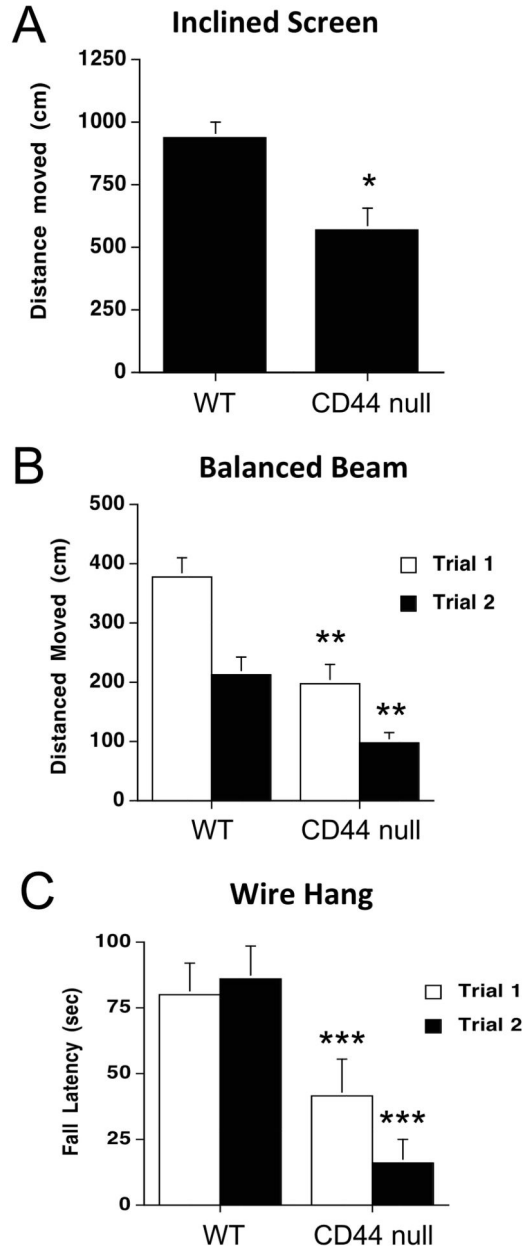 A
Inclined Screen
Distance moved (cm)
1250
1000
750
500
250
0
*
WT CD44 null
B
Balanced Beam
Distanced Moved (cm)
500
400
300
200
100
0
Trial 1
Trial 2
**
**
WT CD44 null
C
Wire Hang
Fall Latency (sec)
100
75
50
25
0
Trial 1
Trial 2
***
***
WT CD44 null